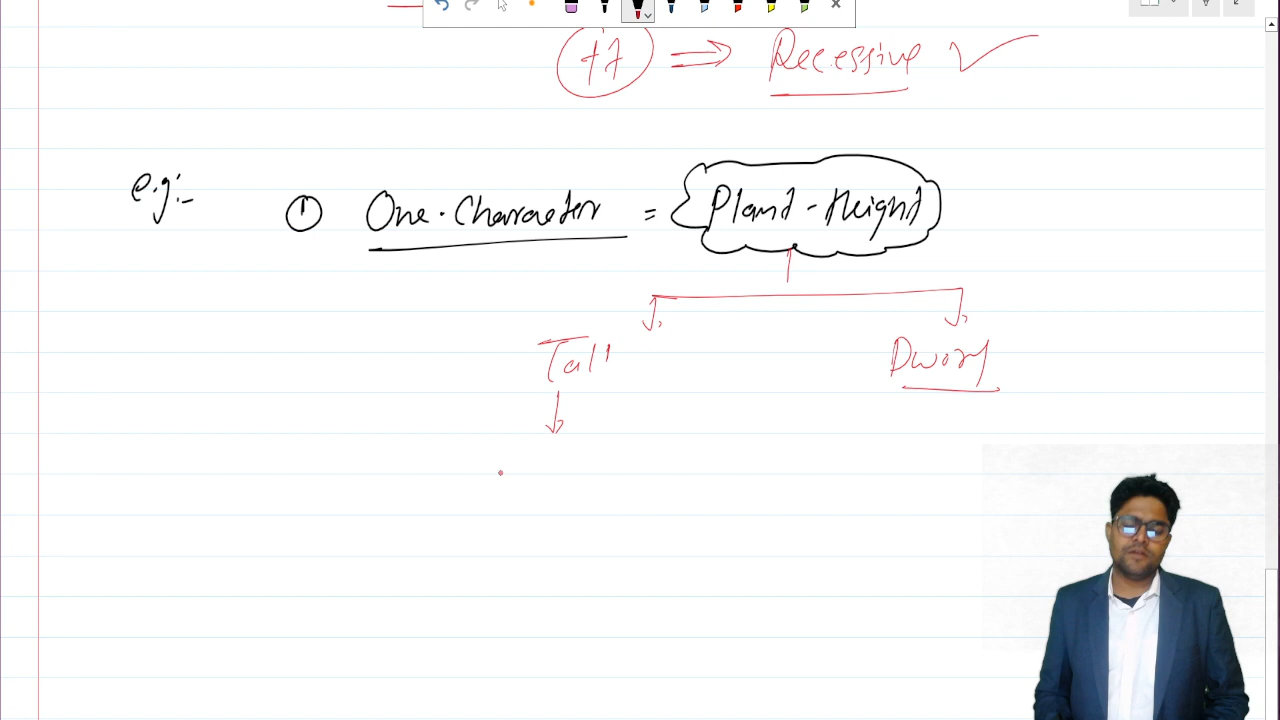 tt ⇒ Recessive ✓
e.g:-
① One Character = Plant-Height
Tall
Dwarf